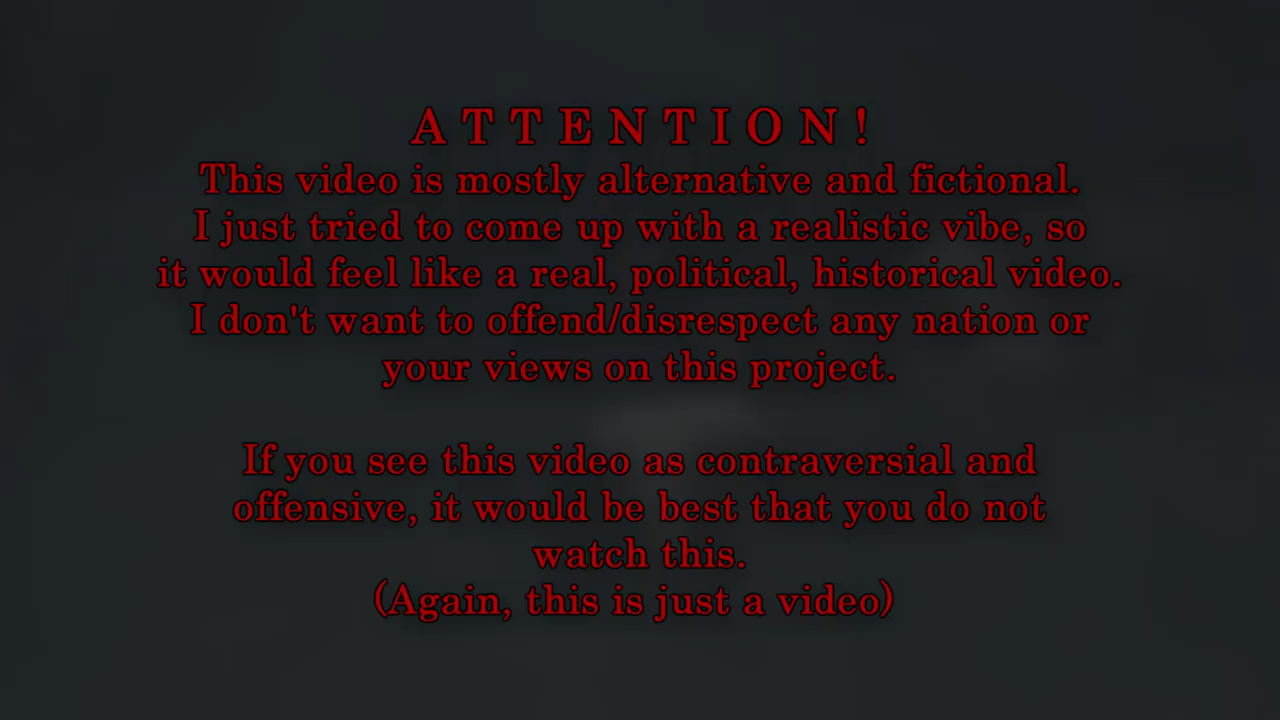 A T T E N T I O N !
This video is mostly alternative and fictional.
I just tried to come up with a realistic vibe, so
it would feel like a real, political, historical video.
I don't want to offend/disrespect any nation or
your views on this project.
If you see this video as contraversial and
offensive, it would be best that you do not
watch this.
(Again, this is just a video)